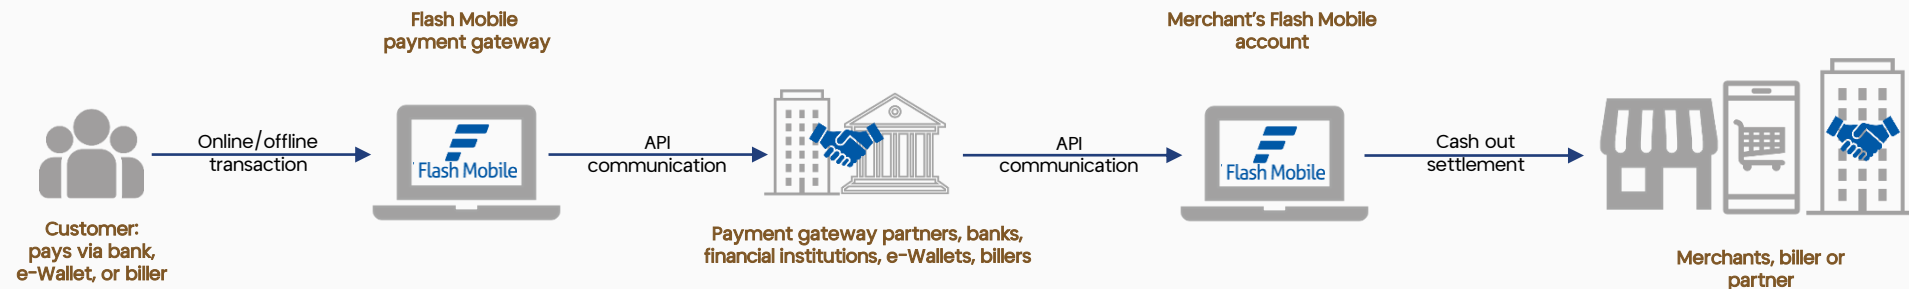 Flash Mobile
payment gateway
Merchant's Flash Mobile
account
Online/offline
transaction
Flash Mobile
API
communication
API
communication
Flash Mobile
Cash out
settlement
Customer:
pays via bank,
e-Wallet, or biller
Payment gateway partners, banks,
financial institutions, e-Wallets, billers
Merchants, biller or
partner